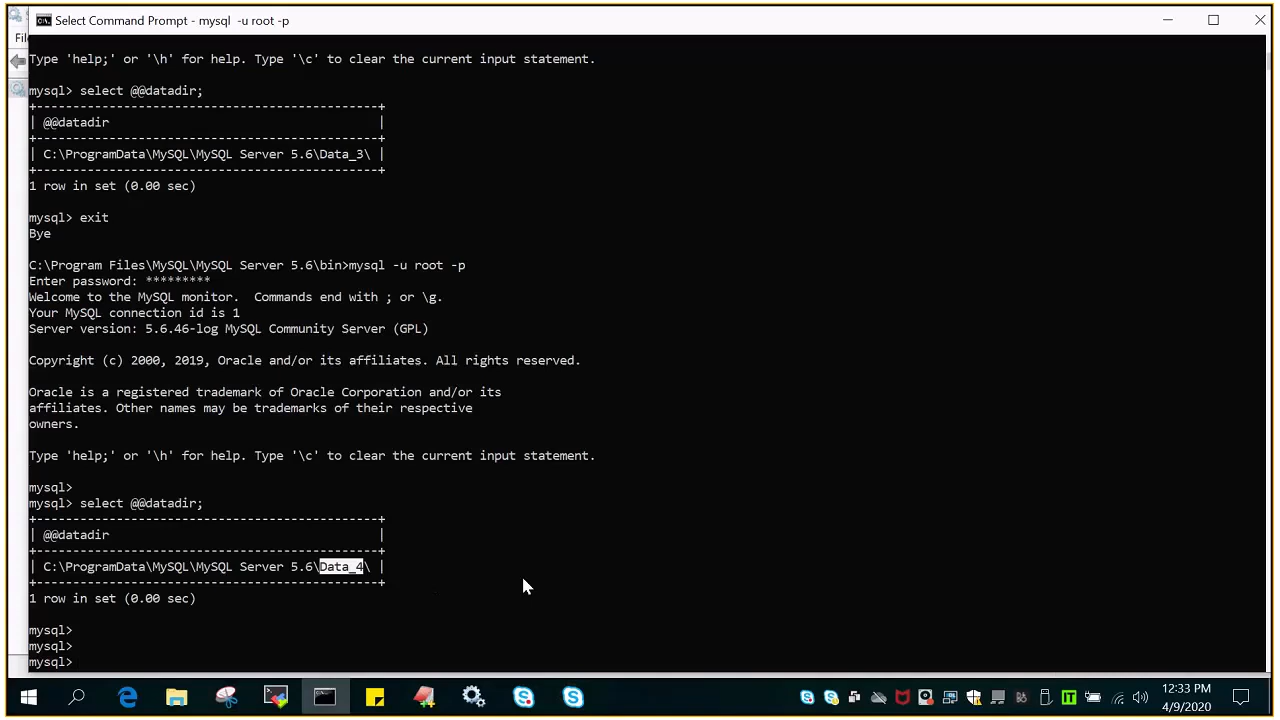 Select Command Prompt - mysql -u root -p
Fil
Type 'help;' or '\h' for help. Type '\c' to clear the current input statement.
mysql> select @@datadir;
+---------------------------------------------+
| @@datadir                                   |
+---------------------------------------------+
| C:\ProgramData\MySQL\MySQL Server 5.6\Data_3\ |
+---------------------------------------------+
1 row in set (0.00 sec)
mysql> exit
Bye
C:\Program Files\MySQL\MySQL Server 5.6\bin>mysql -u root -p
Enter password: *********
Welcome to the MySQL monitor.  Commands end with ; or \g.
Your MySQL connection id is 1
Server version: 5.6.46-log MySQL Community Server (GPL)
Copyright (c) 2000, 2019, Oracle and/or its affiliates. All rights reserved.
Oracle is a registered trademark of Oracle Corporation and/or its
affiliates. Other names may be trademarks of their respective
owners.
Type 'help;' or '\h' for help. Type '\c' to clear the current input statement.
mysql>
mysql> select @@datadir;
+---------------------------------------------+
| @@datadir                                   |
+---------------------------------------------+
| C:\ProgramData\MySQL\MySQL Server 5.6\Data_4\ |
+---------------------------------------------+
1 row in set (0.00 sec)
mysql>
mysql>
mysql>
12:33 PM
4/9/2020